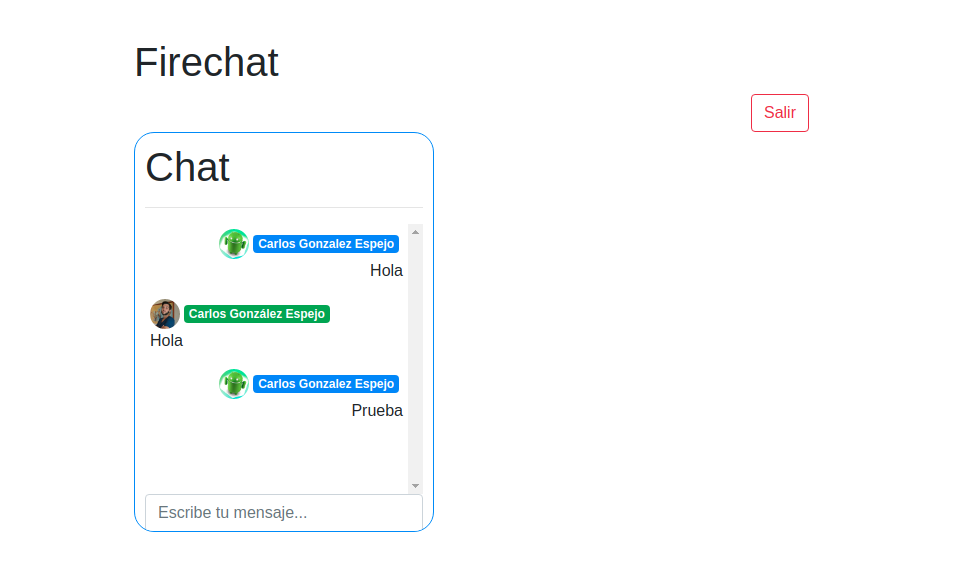 Firechat
Salir
Chat
Carlos Gonzalez Espejo
Hola
Carlos González Espejo
Hola
Carlos Gonzalez Espejo
Prueba
Escribe tu mensaje...